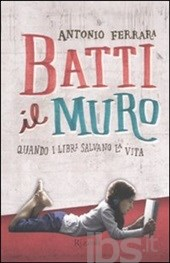 ANTONIO FERRARA
BATTI
il MURO
QUANDO I LIBRI SALVANO LA VITA
ibs.it